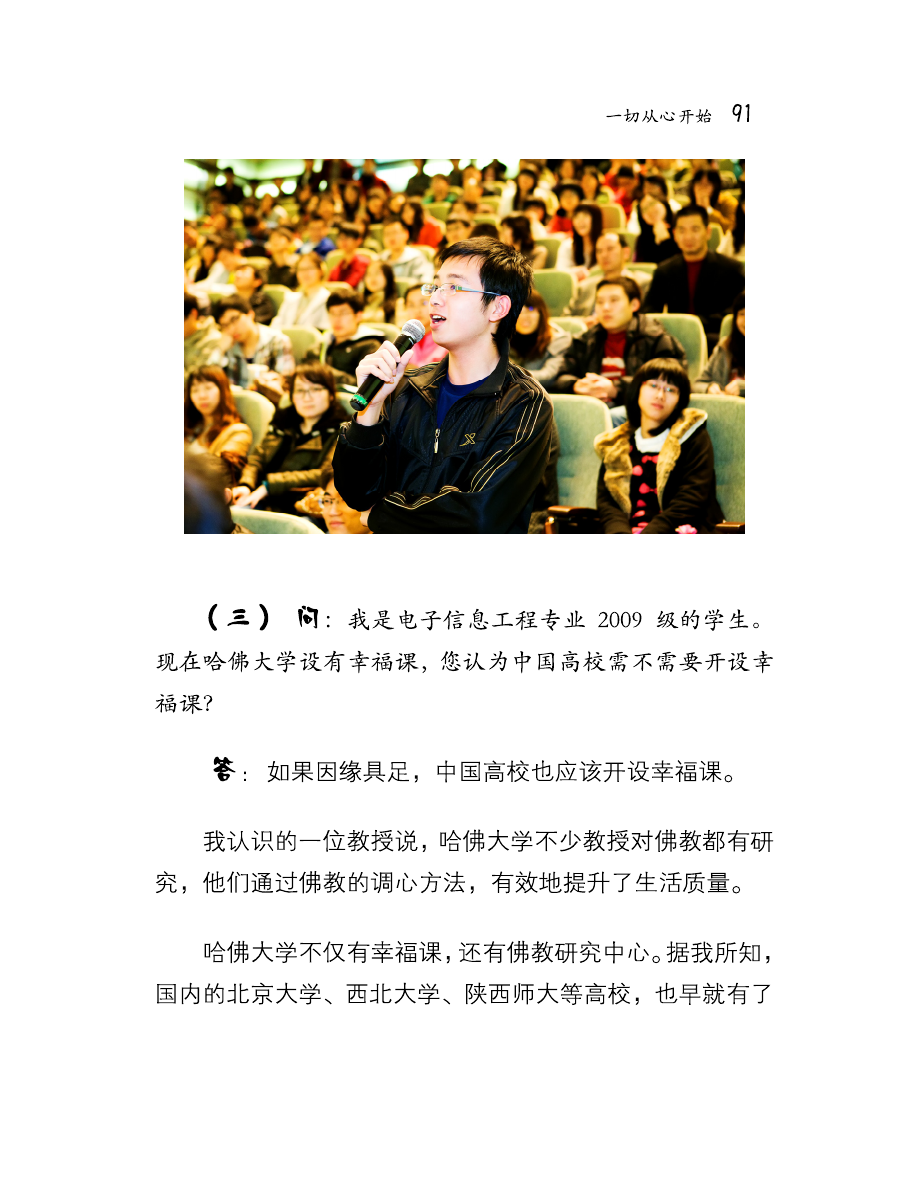 一切从心开始 91
（三） 问：我是电子信息工程专业 2009 级的学生。
现在哈佛大学设有幸福课，您认为中国高校需不需要开设幸
福课？
答：如果因缘具足，中国高校也应该开设幸福课。
我认识的一位教授说，哈佛大学不少教授对佛教都有研
究，他们通过佛教的调心方法，有效地提升了生活质量。
哈佛大学不仅有幸福课，还有佛教研究中心。据我所知，
国内的北京大学、西北大学、陕西师大等高校，也早就有了